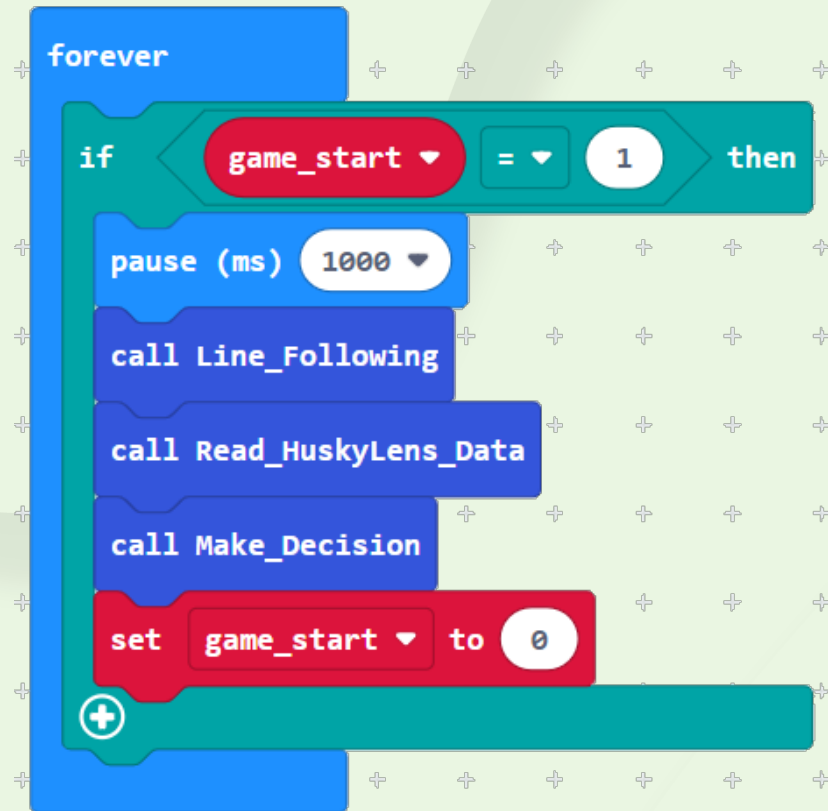 forever
if game_start = 1 then
pause (ms) 1000
call Line_Following
call Read_HuskyLens_Data
call Make_Decision
set game_start to 0